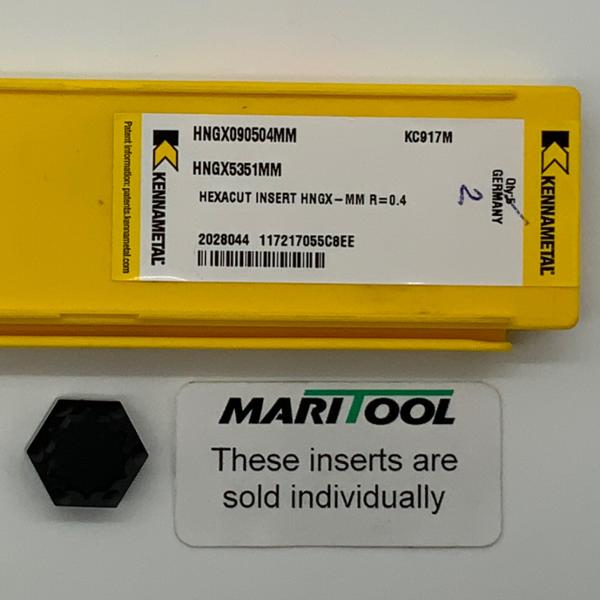 HNGX090504MM KC917M
HNGX5351MM
HEXACUT INSERT HNGX-MM R=0.4
2028044 117217055C8EE
Patent information: patents.kennametal.com
KENNAMETAL
Qty:5
GERMANY
2
KENNAMETAL
MARITOOL
These inserts are
sold individually